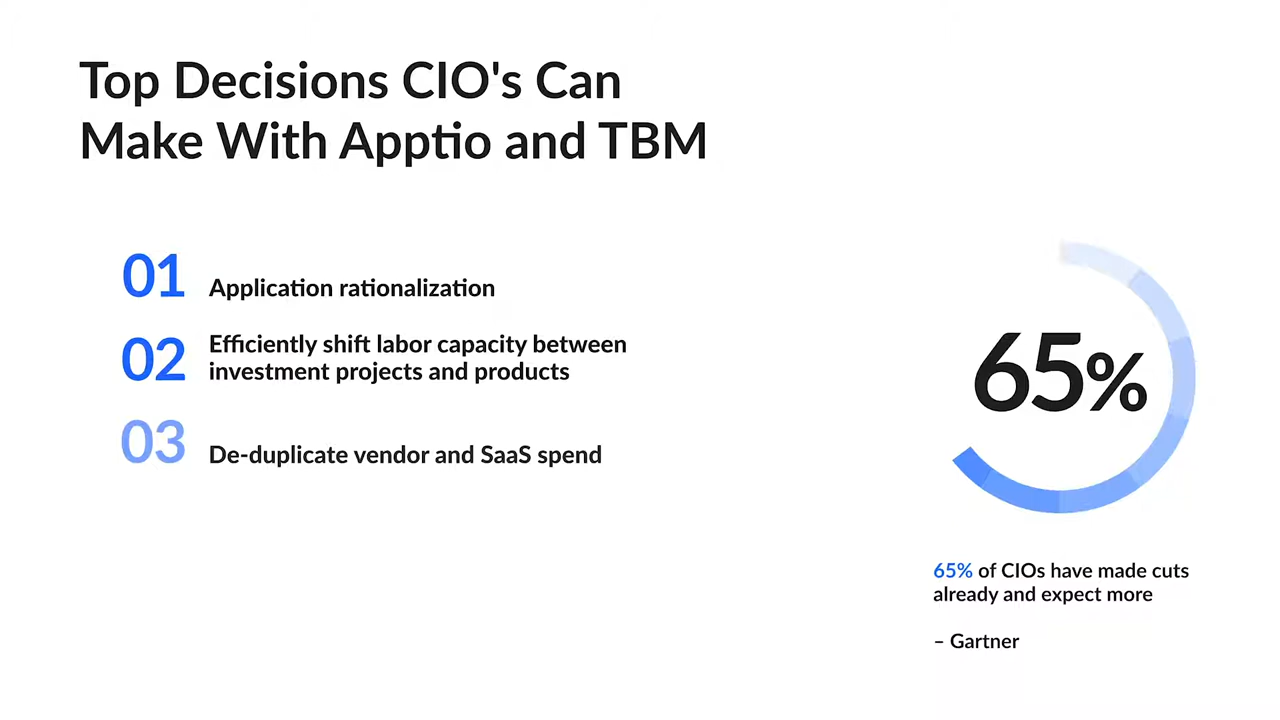 Top Decisions CIO's Can
Make With Apptio and TBM
01 Application rationalization
02 Efficiently shift labor capacity between
investment projects and products
03 De-duplicate vendor and SaaS spend
65%
65% of CIOs have made cuts
already and expect more
– Gartner